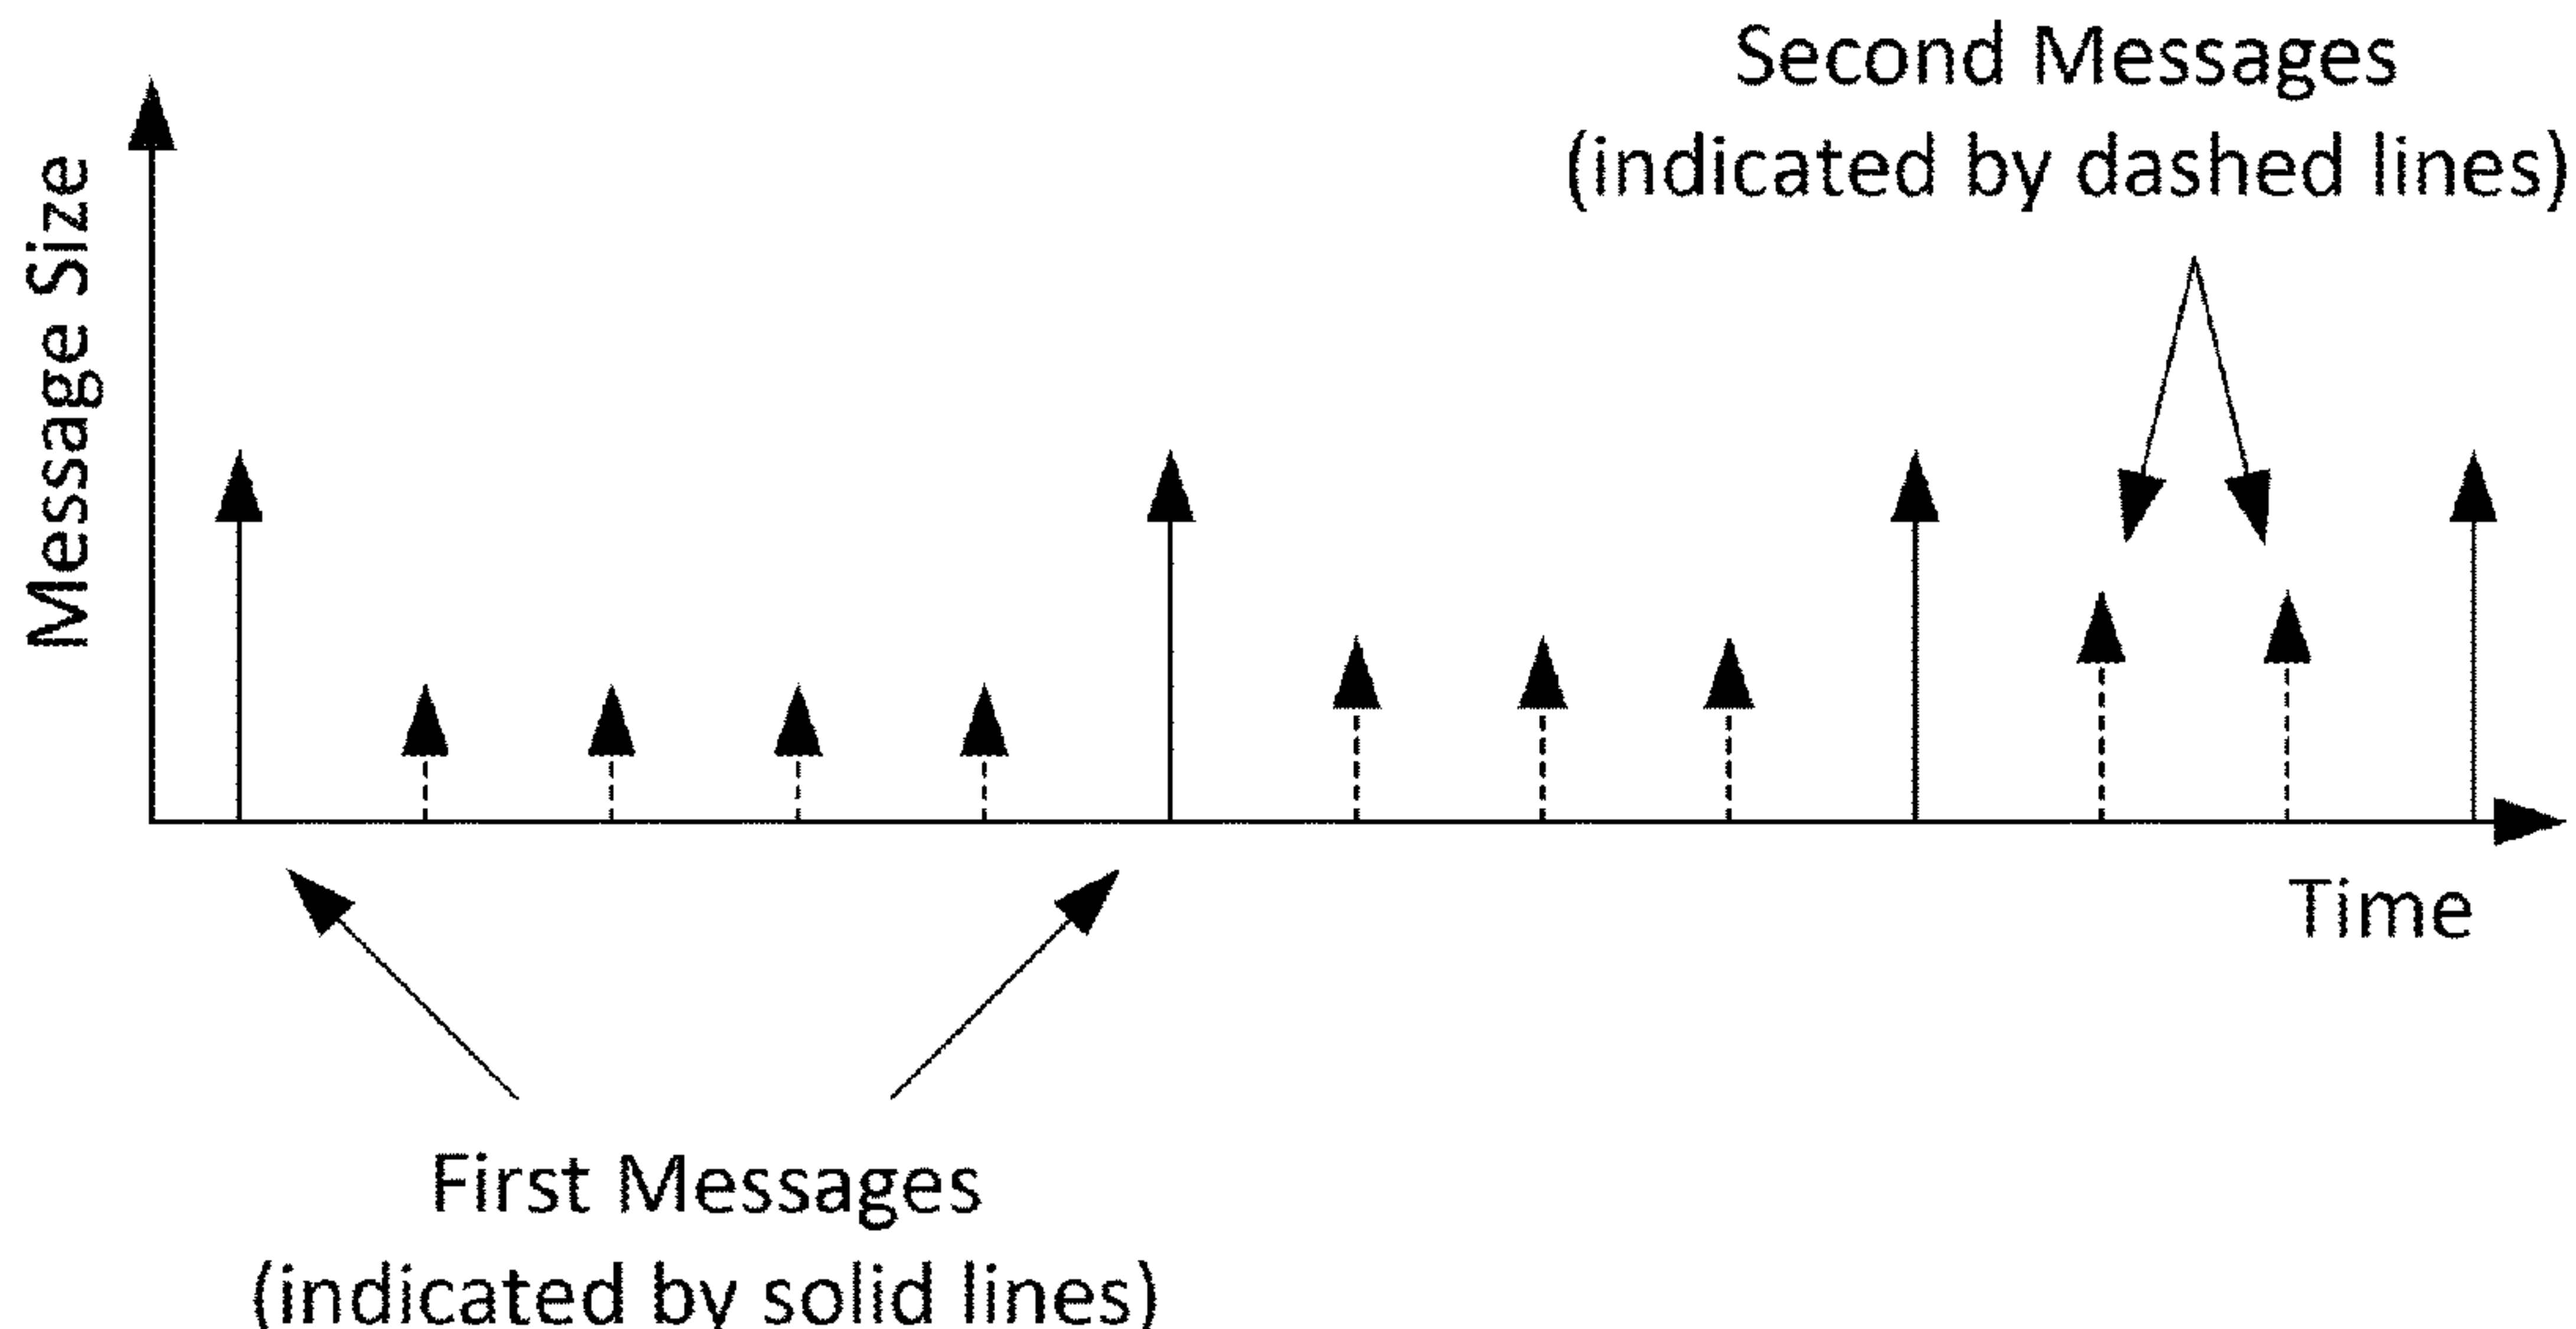 Second Messages
(indicated by dashed lines)
Message Size
Time
First Messages
(indicated by solid lines)